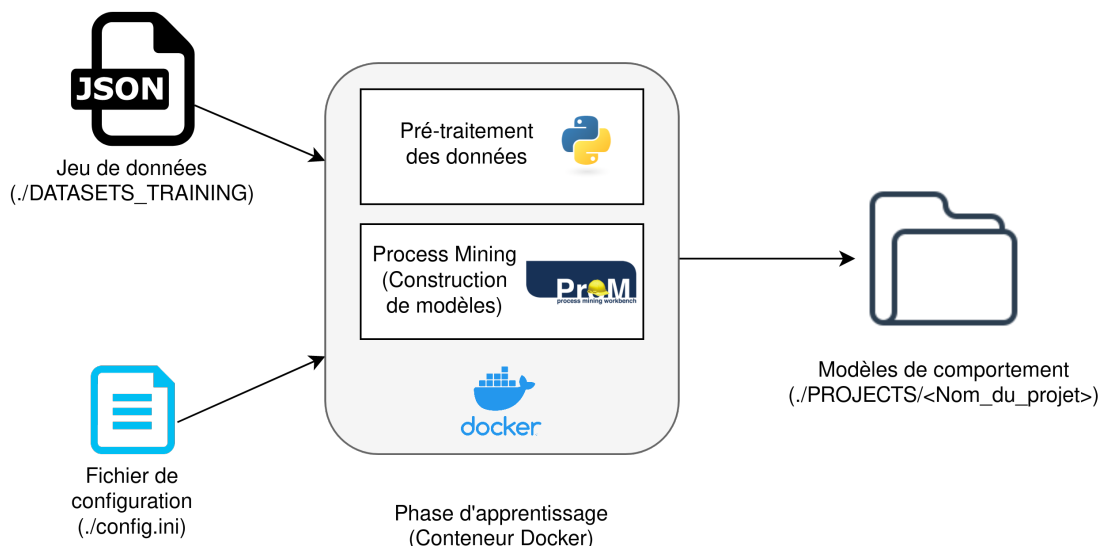 JSON
Jeu de données
(./DATASETS_TRAINING)
Fichier de
configuration
(./config.ini)
Pré-traitement
des données
Process Mining
(Construction
de modèles)
ProM
process mining workbench
docker
Phase d'apprentissage
(Conteneur Docker)
Modèles de comportement
(./PROJECTS/<Nom_du_projet>)